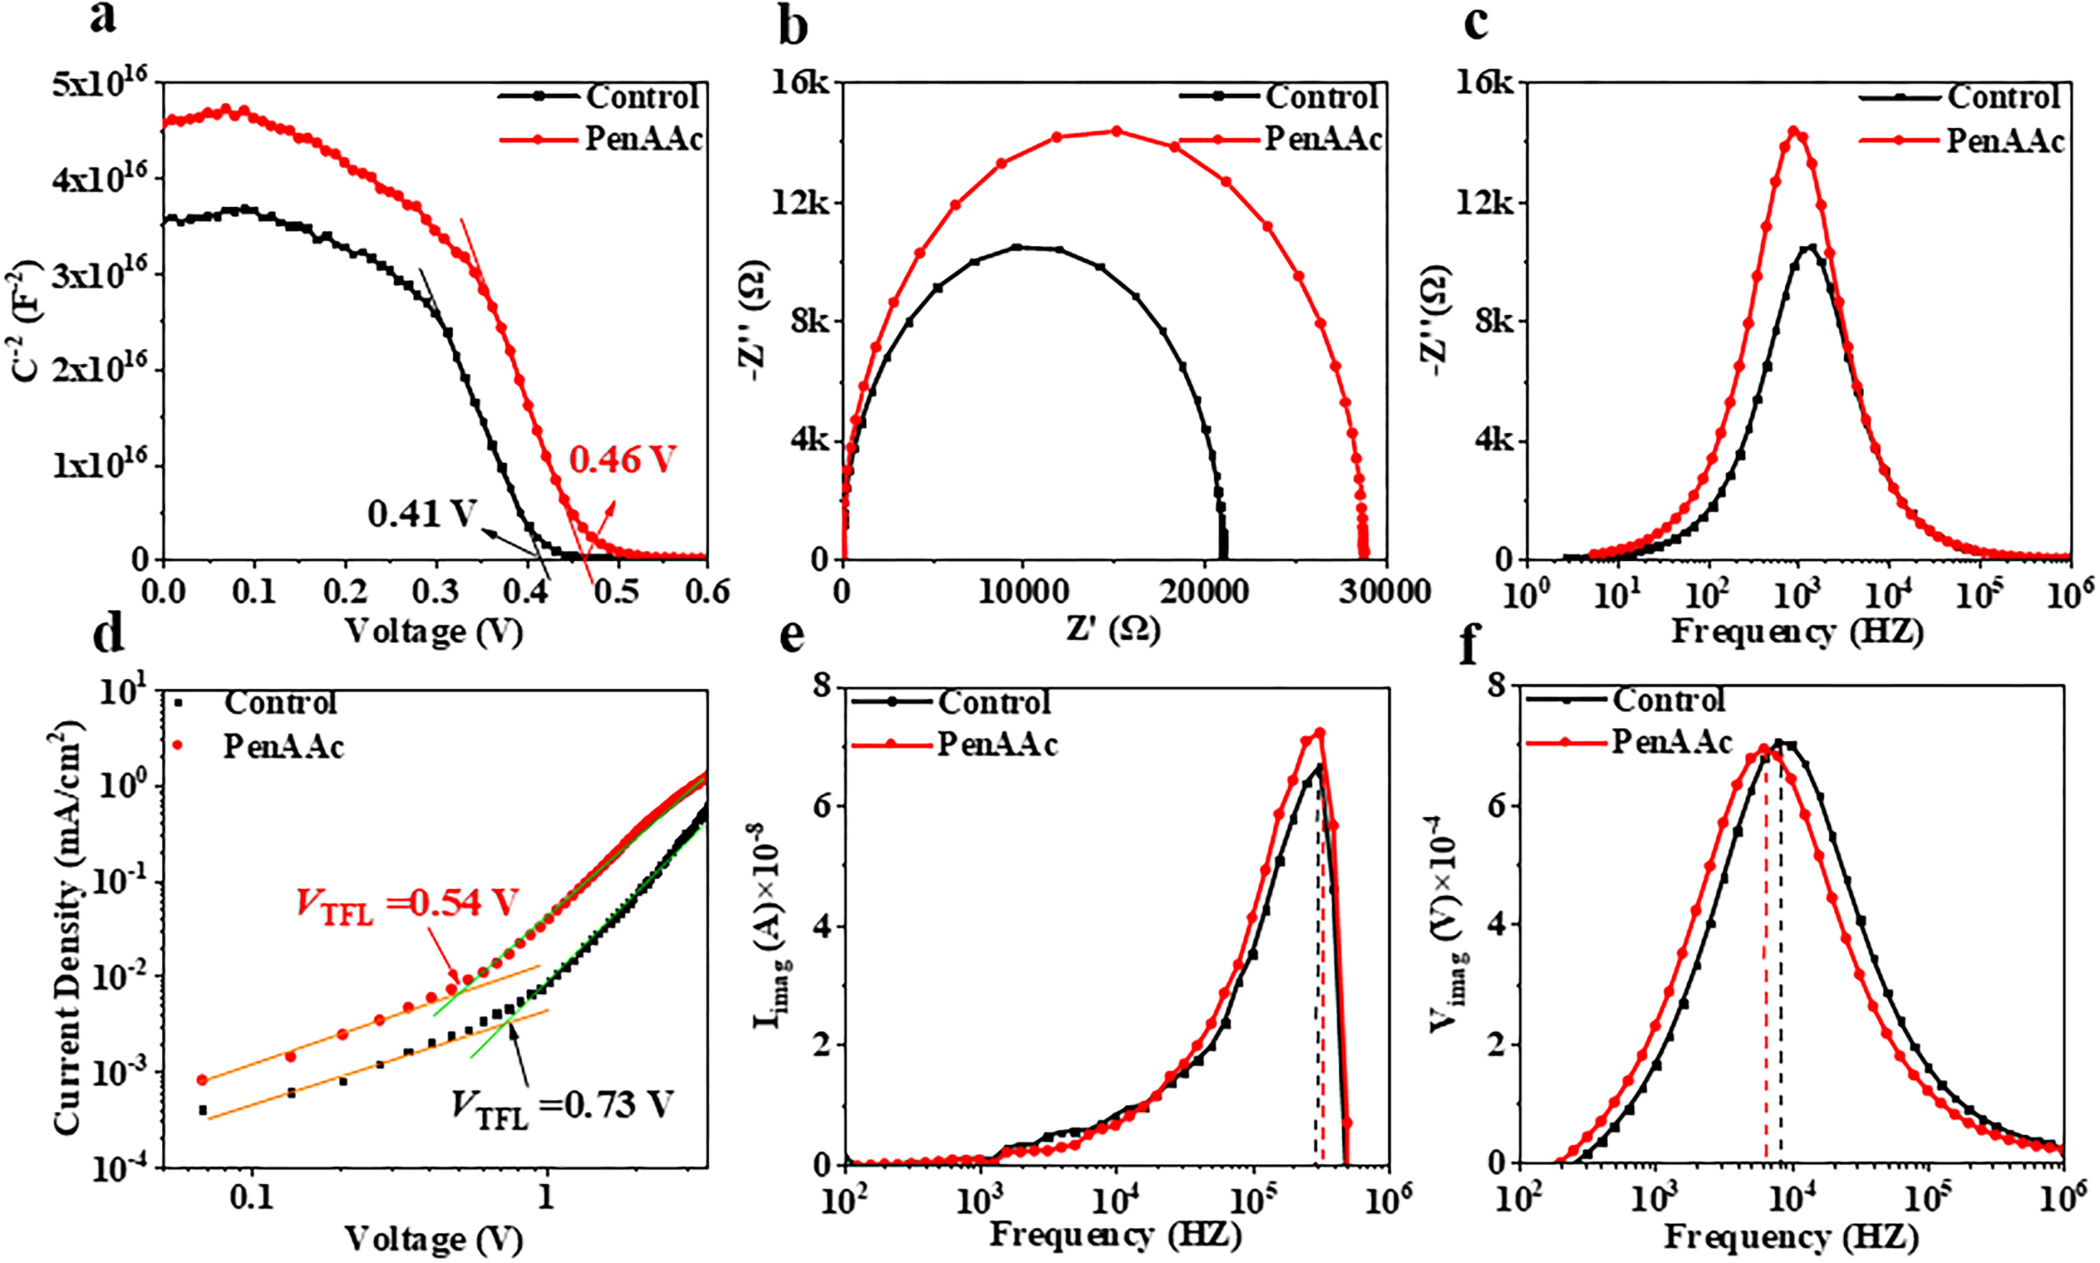 a
5x10^16
4x10^16
3x10^16
2x10^16
1x10^16
0
C^-2 (F^-2)
Control
PenAAc
0.46 V
0.41 V
0.0 0.1 0.2 0.3 0.4 0.5 0.6
Voltage (V)
b
16k
12k
8k
4k
0
-Z'' (Ω)
Control
PenAAc
0 10000 20000 30000
Z' (Ω)
c
16k
12k
8k
4k
0
-Z''(Ω)
Control
PenAAc
10^0 10^1 10^2 10^3 10^4 10^5 10^6
Frequency (HZ)
d
10^1
10^0
10^-1
10^-2
10^-3
10^-4
Current Density (mA/cm^2)
Control
PenAAc
V_TFL =0.54 V
V_TFL =0.73 V
0.1 1
Voltage (V)
e
8
6
4
2
0
I_imag (A)×10^-8
Control
PenAAc
10^2 10^3 10^4 10^5 10^6
Frequency (HZ)
f
8
6
4
2
0
V_imag (V)×10^-4
Control
PenAAc
10^2 10^3 10^4 10^5 10^6
Frequency (HZ)